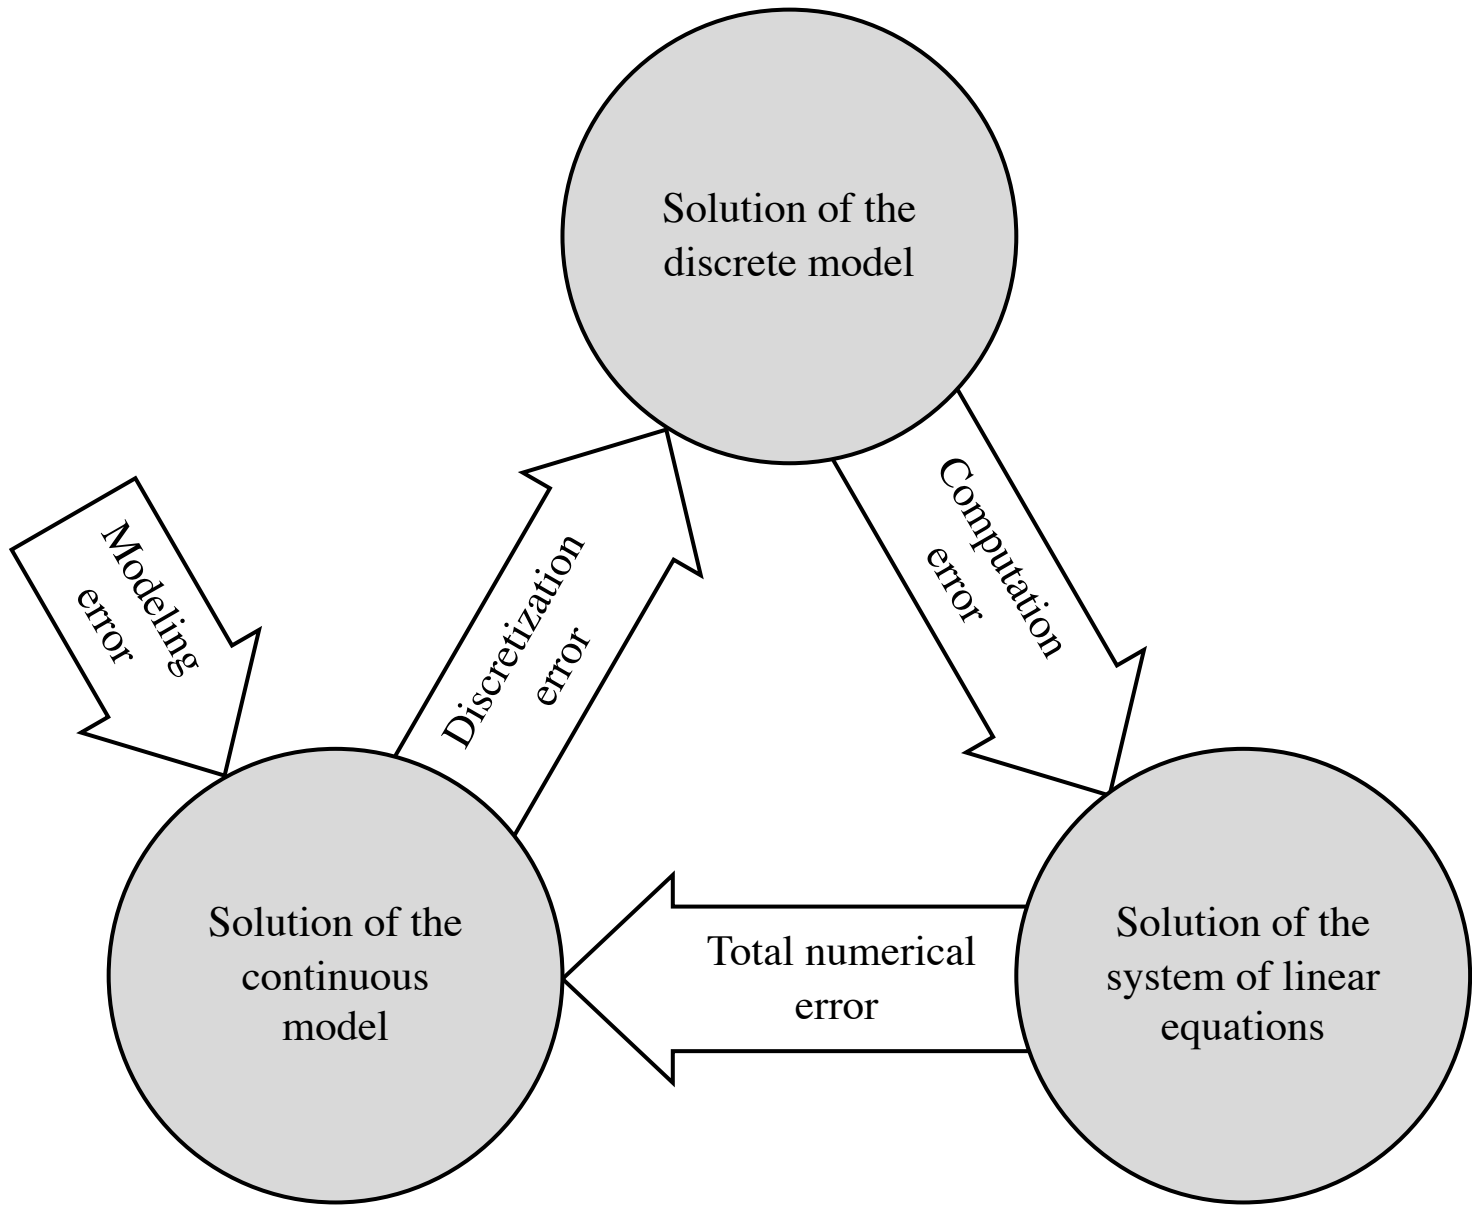 Solution of the
discrete model
Modeling
error
Discretization
error
Computation
error
Solution of the
continuous
model
Total numerical
error
Solution of the
system of linear
equations